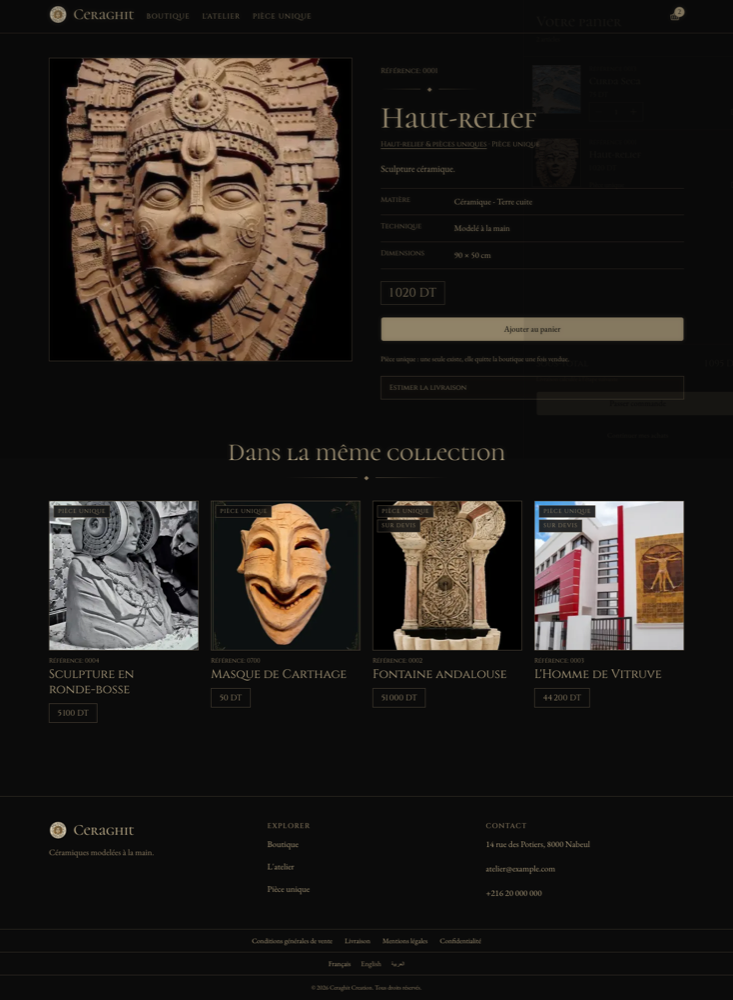 Ceraghit
BOUTIQUE L'ATELIER PIÈCE UNIQUE
Votre panier
2
RÉFÉRENCE: 0001
Haut-relief
HAUT-RELIEF & PIÈCES UNIQUES PIÈCE UNIQUE
Sculpture céramique.
MATIÈRE Céramique - Terre cuite
TECHNIQUE Modelé à la main
DIMENSIONS 90 × 50 cm
1 020 DT
Ajouter au panier
Pièce unique : une seule existe, elle quitte la boutique une fois vendue.
ESTIMER LA LIVRAISON
Dans la même collection
PIÈCE UNIQUE
RÉFÉRENCE: 0004
Sculpture en
ronde-bosse
5 100 DT
PIÈCE UNIQUE
RÉFÉRENCE: 0700
Masque de Carthage
50 DT
PIÈCE UNIQUE
SUR DEVIS
RÉFÉRENCE: 0002
Fontaine andalouse
51 000 DT
PIÈCE UNIQUE
SUR DEVIS
RÉFÉRENCE: 0003
L'Homme de Vitruve
44 200 DT
Ceraghit
Céramiques modelées à la main.
EXPLORER
Boutique
L'atelier
Pièce unique
CONTACT
14 rue des Potiers, 8000 Nabeul
atelier@example.com
+216 20 000 000
Conditions générales de vente Livraison Mentions légales Confidentialité
Français English العربية
© 2026 Ceraghit Creation. Tous droits réservés.